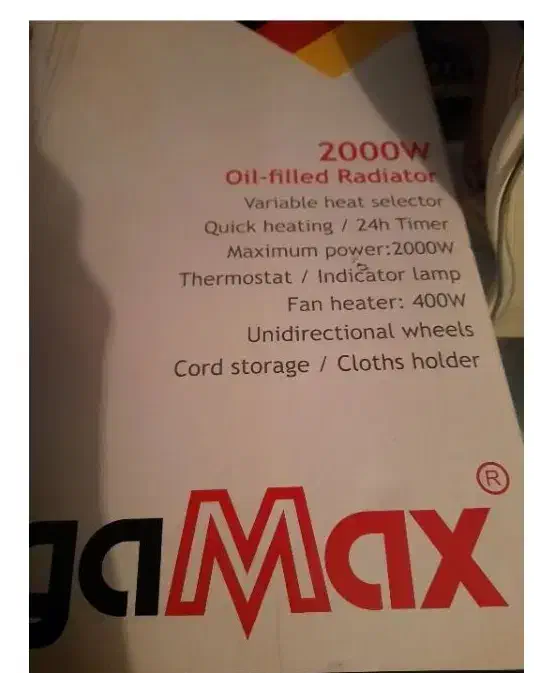 2000W
Oil-filled Radiator
Variable heat selector
Quick heating / 24h Timer
Maximum power:2000W
Thermostat / Indicator lamp
Fan heater: 400W
Unidirectional wheels
Cord storage / Cloths holder
gaMax®